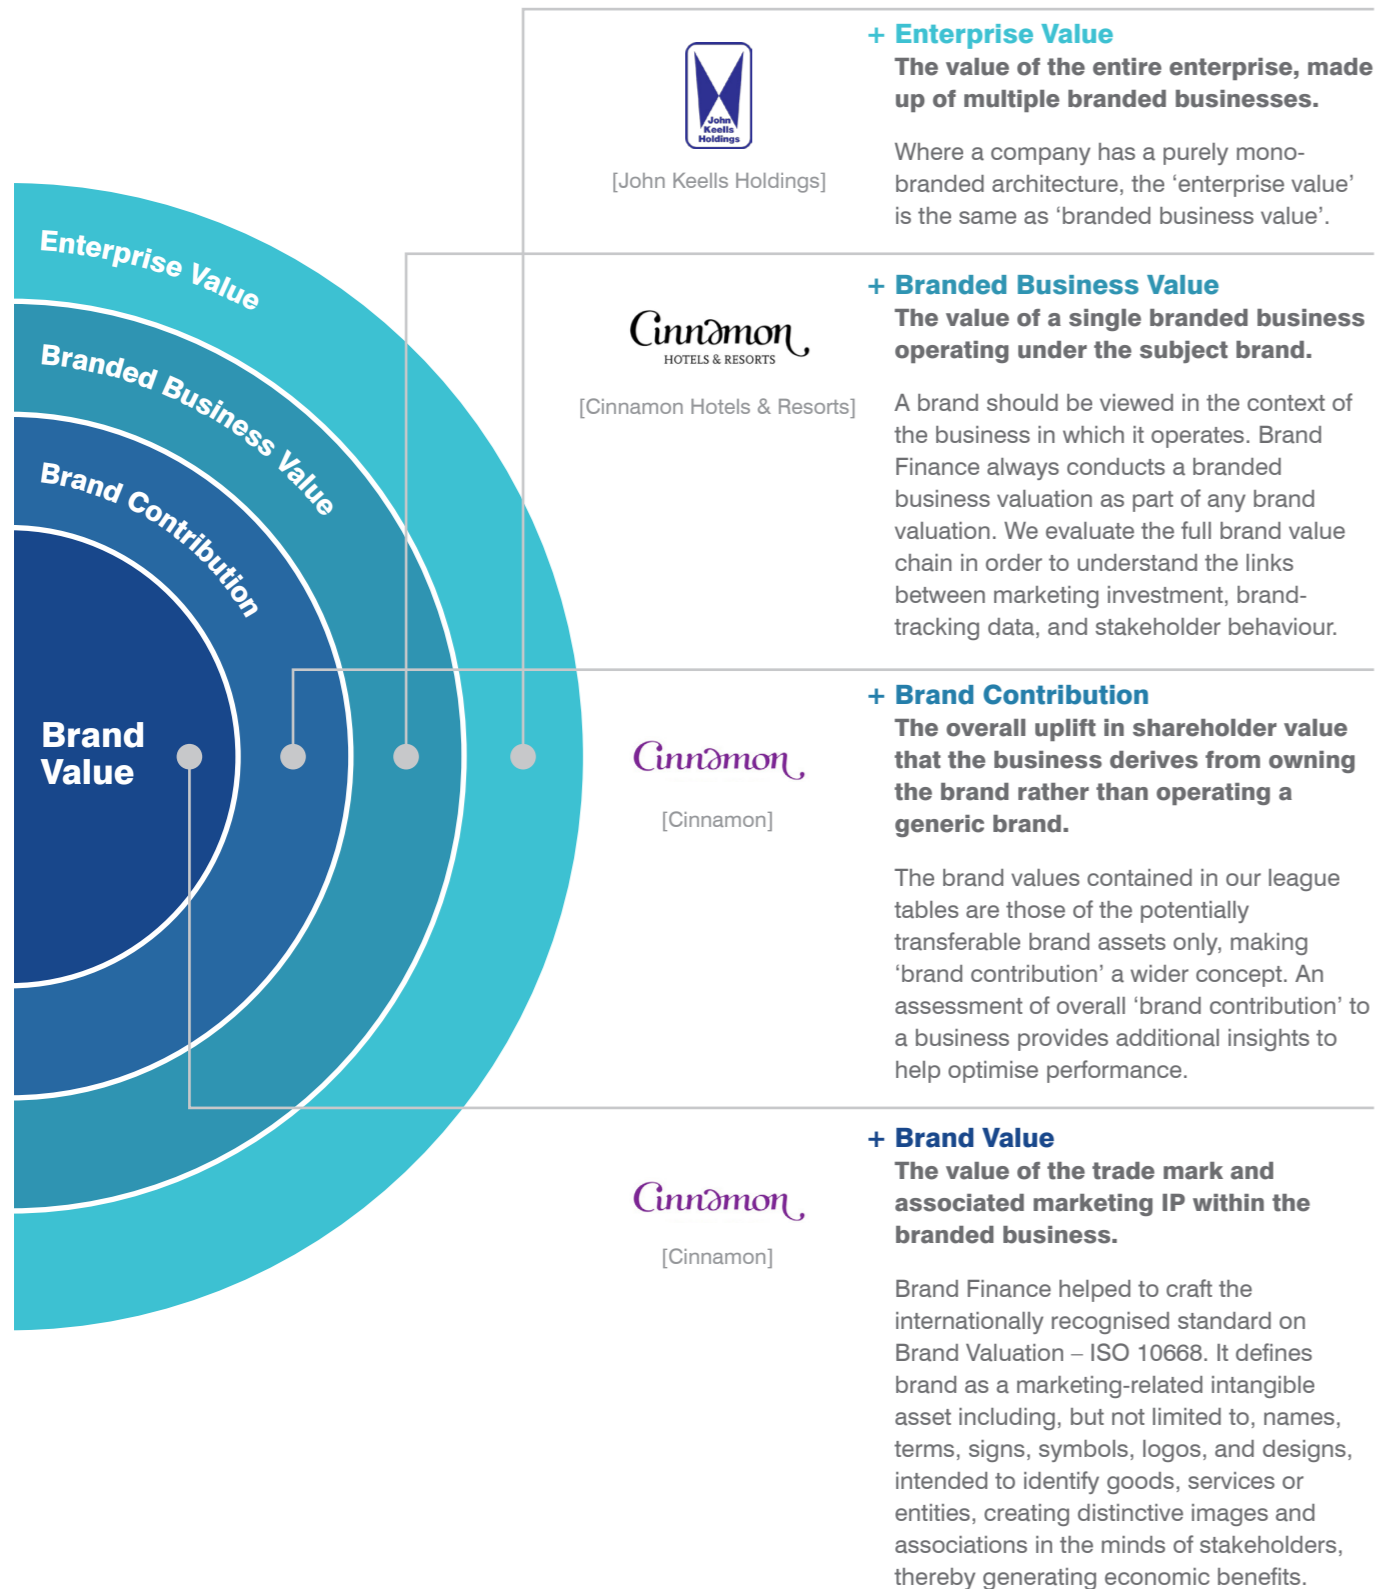 + Enterprise Value
The value of the entire enterprise, made
up of multiple branded businesses.
John
Keells
Holdings
[John Keells Holdings]
Where a company has a purely mono-
branded architecture, the ‘enterprise value’
is the same as ‘branded business value’.
Enterprise Value
Branded Business Value
Brand Contribution
Brand
Value
+ Branded Business Value
The value of a single branded business
operating under the subject brand.
Cinnamon
HOTELS & RESORTS
[Cinnamon Hotels & Resorts]
A brand should be viewed in the context of
the business in which it operates. Brand
Finance always conducts a branded
business valuation as part of any brand
valuation. We evaluate the full brand value
chain in order to understand the links
between marketing investment, brand-
tracking data, and stakeholder behaviour.
+ Brand Contribution
The overall uplift in shareholder value
that the business derives from owning
the brand rather than operating a
generic brand.
Cinnamon
[Cinnamon]
The brand values contained in our league
tables are those of the potentially
transferable brand assets only, making
‘brand contribution’ a wider concept. An
assessment of overall ‘brand contribution’ to
a business provides additional insights to
help optimise performance.
+ Brand Value
The value of the trade mark and
associated marketing IP within the
branded business.
Cinnamon
[Cinnamon]
Brand Finance helped to craft the
internationally recognised standard on
Brand Valuation – ISO 10668. It defines
brand as a marketing-related intangible
asset including, but not limited to, names,
terms, signs, symbols, logos, and designs,
intended to identify goods, services or
entities, creating distinctive images and
associations in the minds of stakeholders,
thereby generating economic benefits.